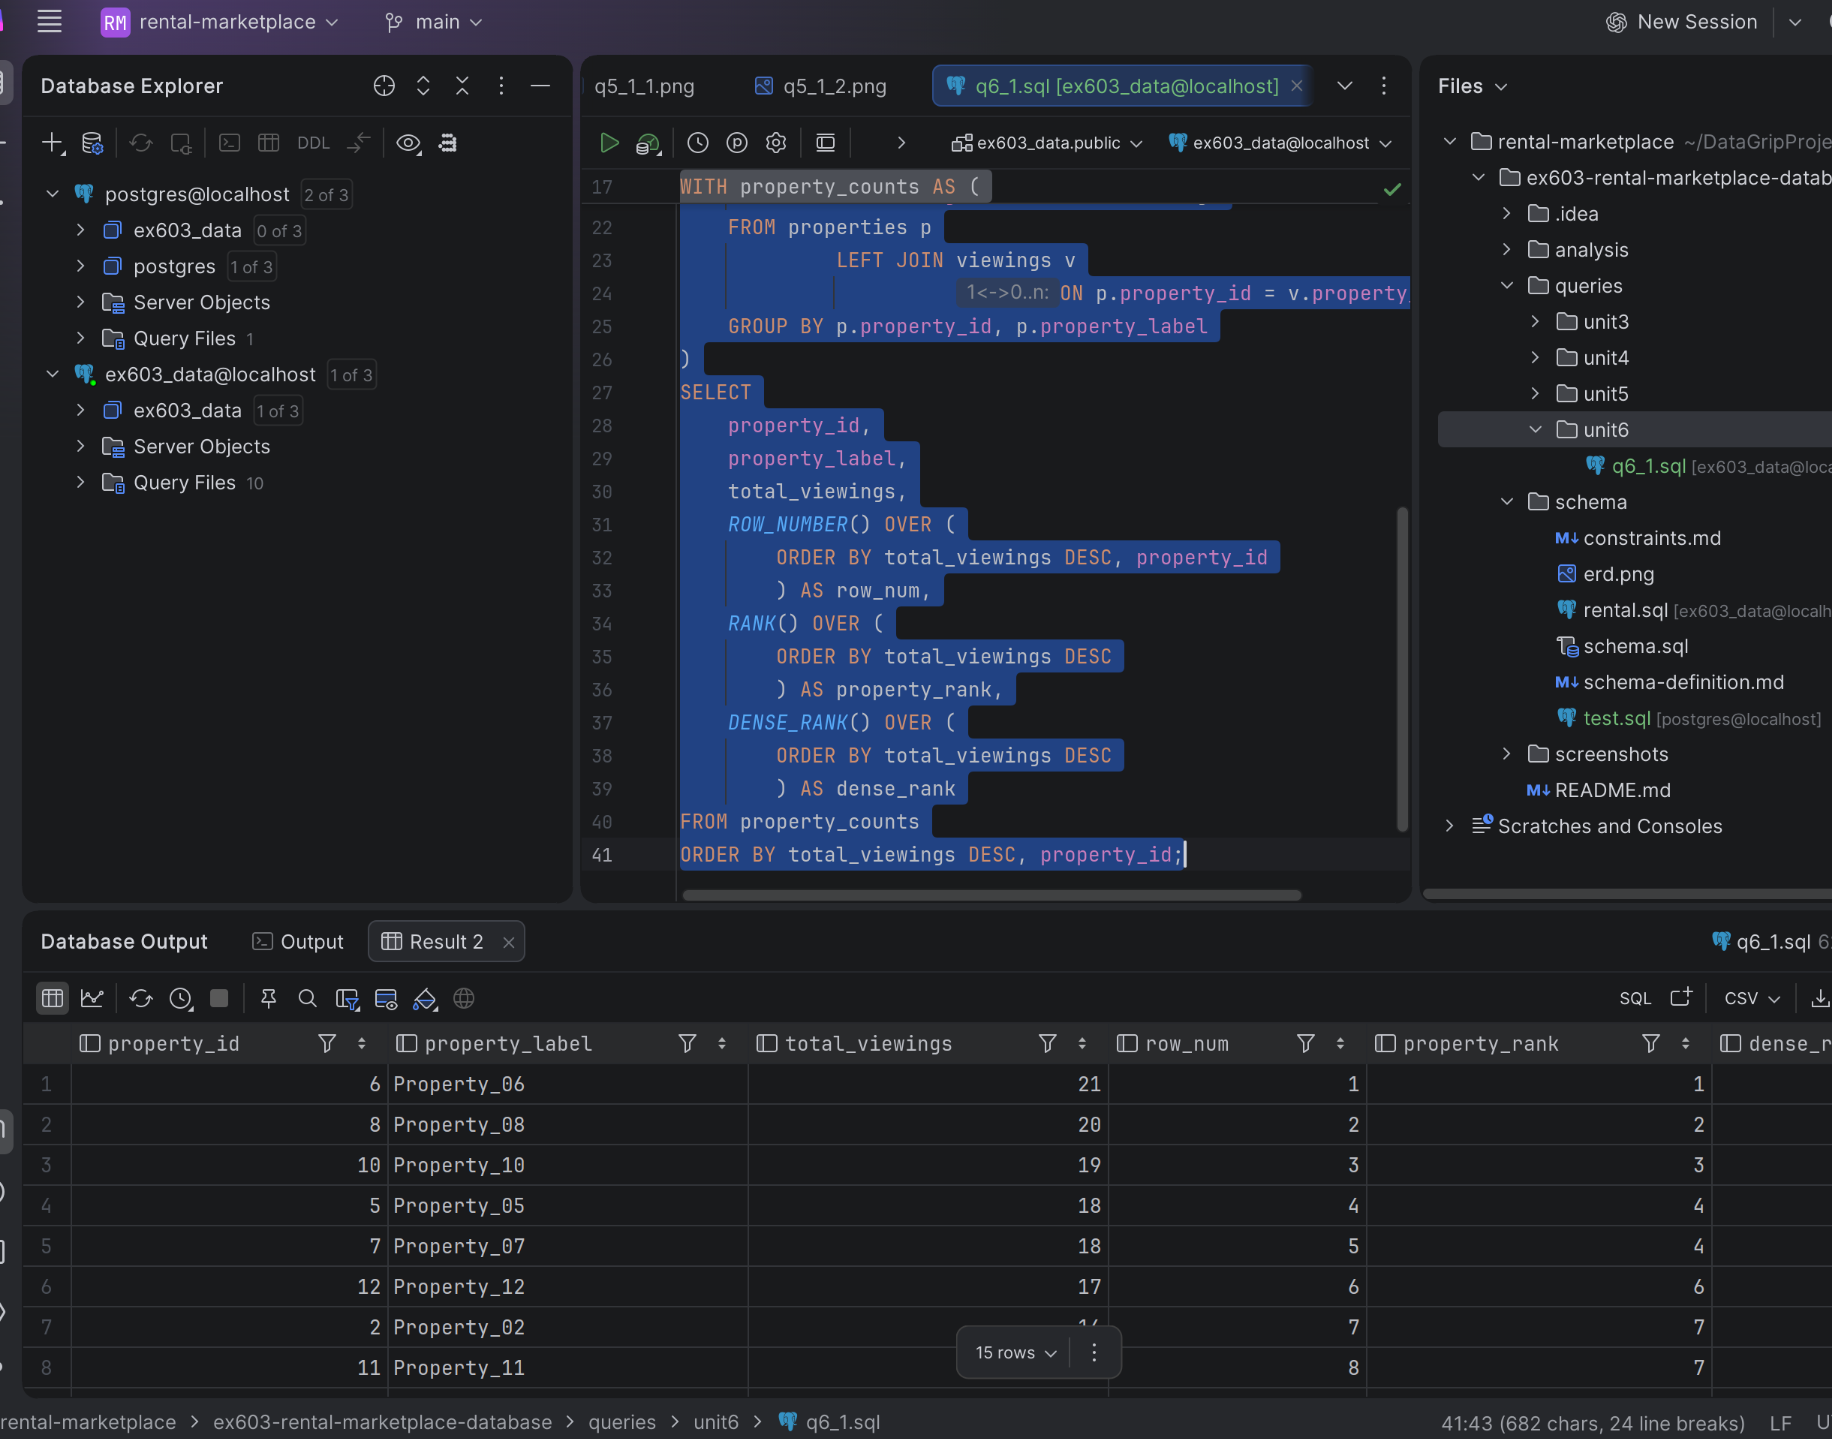 RM rental-marketplace main New Session
Database Explorer
DDL
postgres@localhost 2 of 3
ex603_data 0 of 3
postgres 1 of 3
Server Objects
Query Files 1
ex603_data@localhost 1 of 3
ex603_data 1 of 3
Server Objects
Query Files 10
q5_1_1.png q5_1_2.png q6_1.sql [ex603_data@localhost]
ex603_data.public ex603_data@localhost
17 WITH property_counts AS (
22 FROM properties p
23 LEFT JOIN viewings v
24 1<->0..n: ON p.property_id = v.property_
25 GROUP BY p.property_id, p.property_label
26 )
27 SELECT
28 property_id,
29 property_label,
30 total_viewings,
31 ROW_NUMBER() OVER (
32 ORDER BY total_viewings DESC, property_id
33 ) AS row_num,
34 RANK() OVER (
35 ORDER BY total_viewings DESC
36 ) AS property_rank,
37 DENSE_RANK() OVER (
38 ORDER BY total_viewings DESC
39 ) AS dense_rank
40 FROM property_counts
41 ORDER BY total_viewings DESC, property_id;
Files
rental-marketplace ~/DataGripProje
ex603-rental-marketplace-datab
.idea
analysis
queries
unit3
unit4
unit5
unit6
q6_1.sql [ex603_data@loca
schema
constraints.md
erd.png
rental.sql [ex603_data@localh
schema.sql
schema-definition.md
test.sql [postgres@localhost]
screenshots
README.md
Scratches and Consoles
Database Output Output Result 2 q6_1.sql 6
SQL CSV
property_id property_label total_viewings row_num property_rank dense_r
1 6 Property_06 21 1 1
2 8 Property_08 20 2 2
3 10 Property_10 19 3 3
4 5 Property_05 18 4 4
5 7 Property_07 18 5 4
6 12 Property_12 17 6 6
7 2 Property_02 7 7
8 11 Property_11 8 7
15 rows
rental-marketplace > ex603-rental-marketplace-database > queries > unit6 > q6_1.sql 41:43 (682 chars, 24 line breaks) LF U